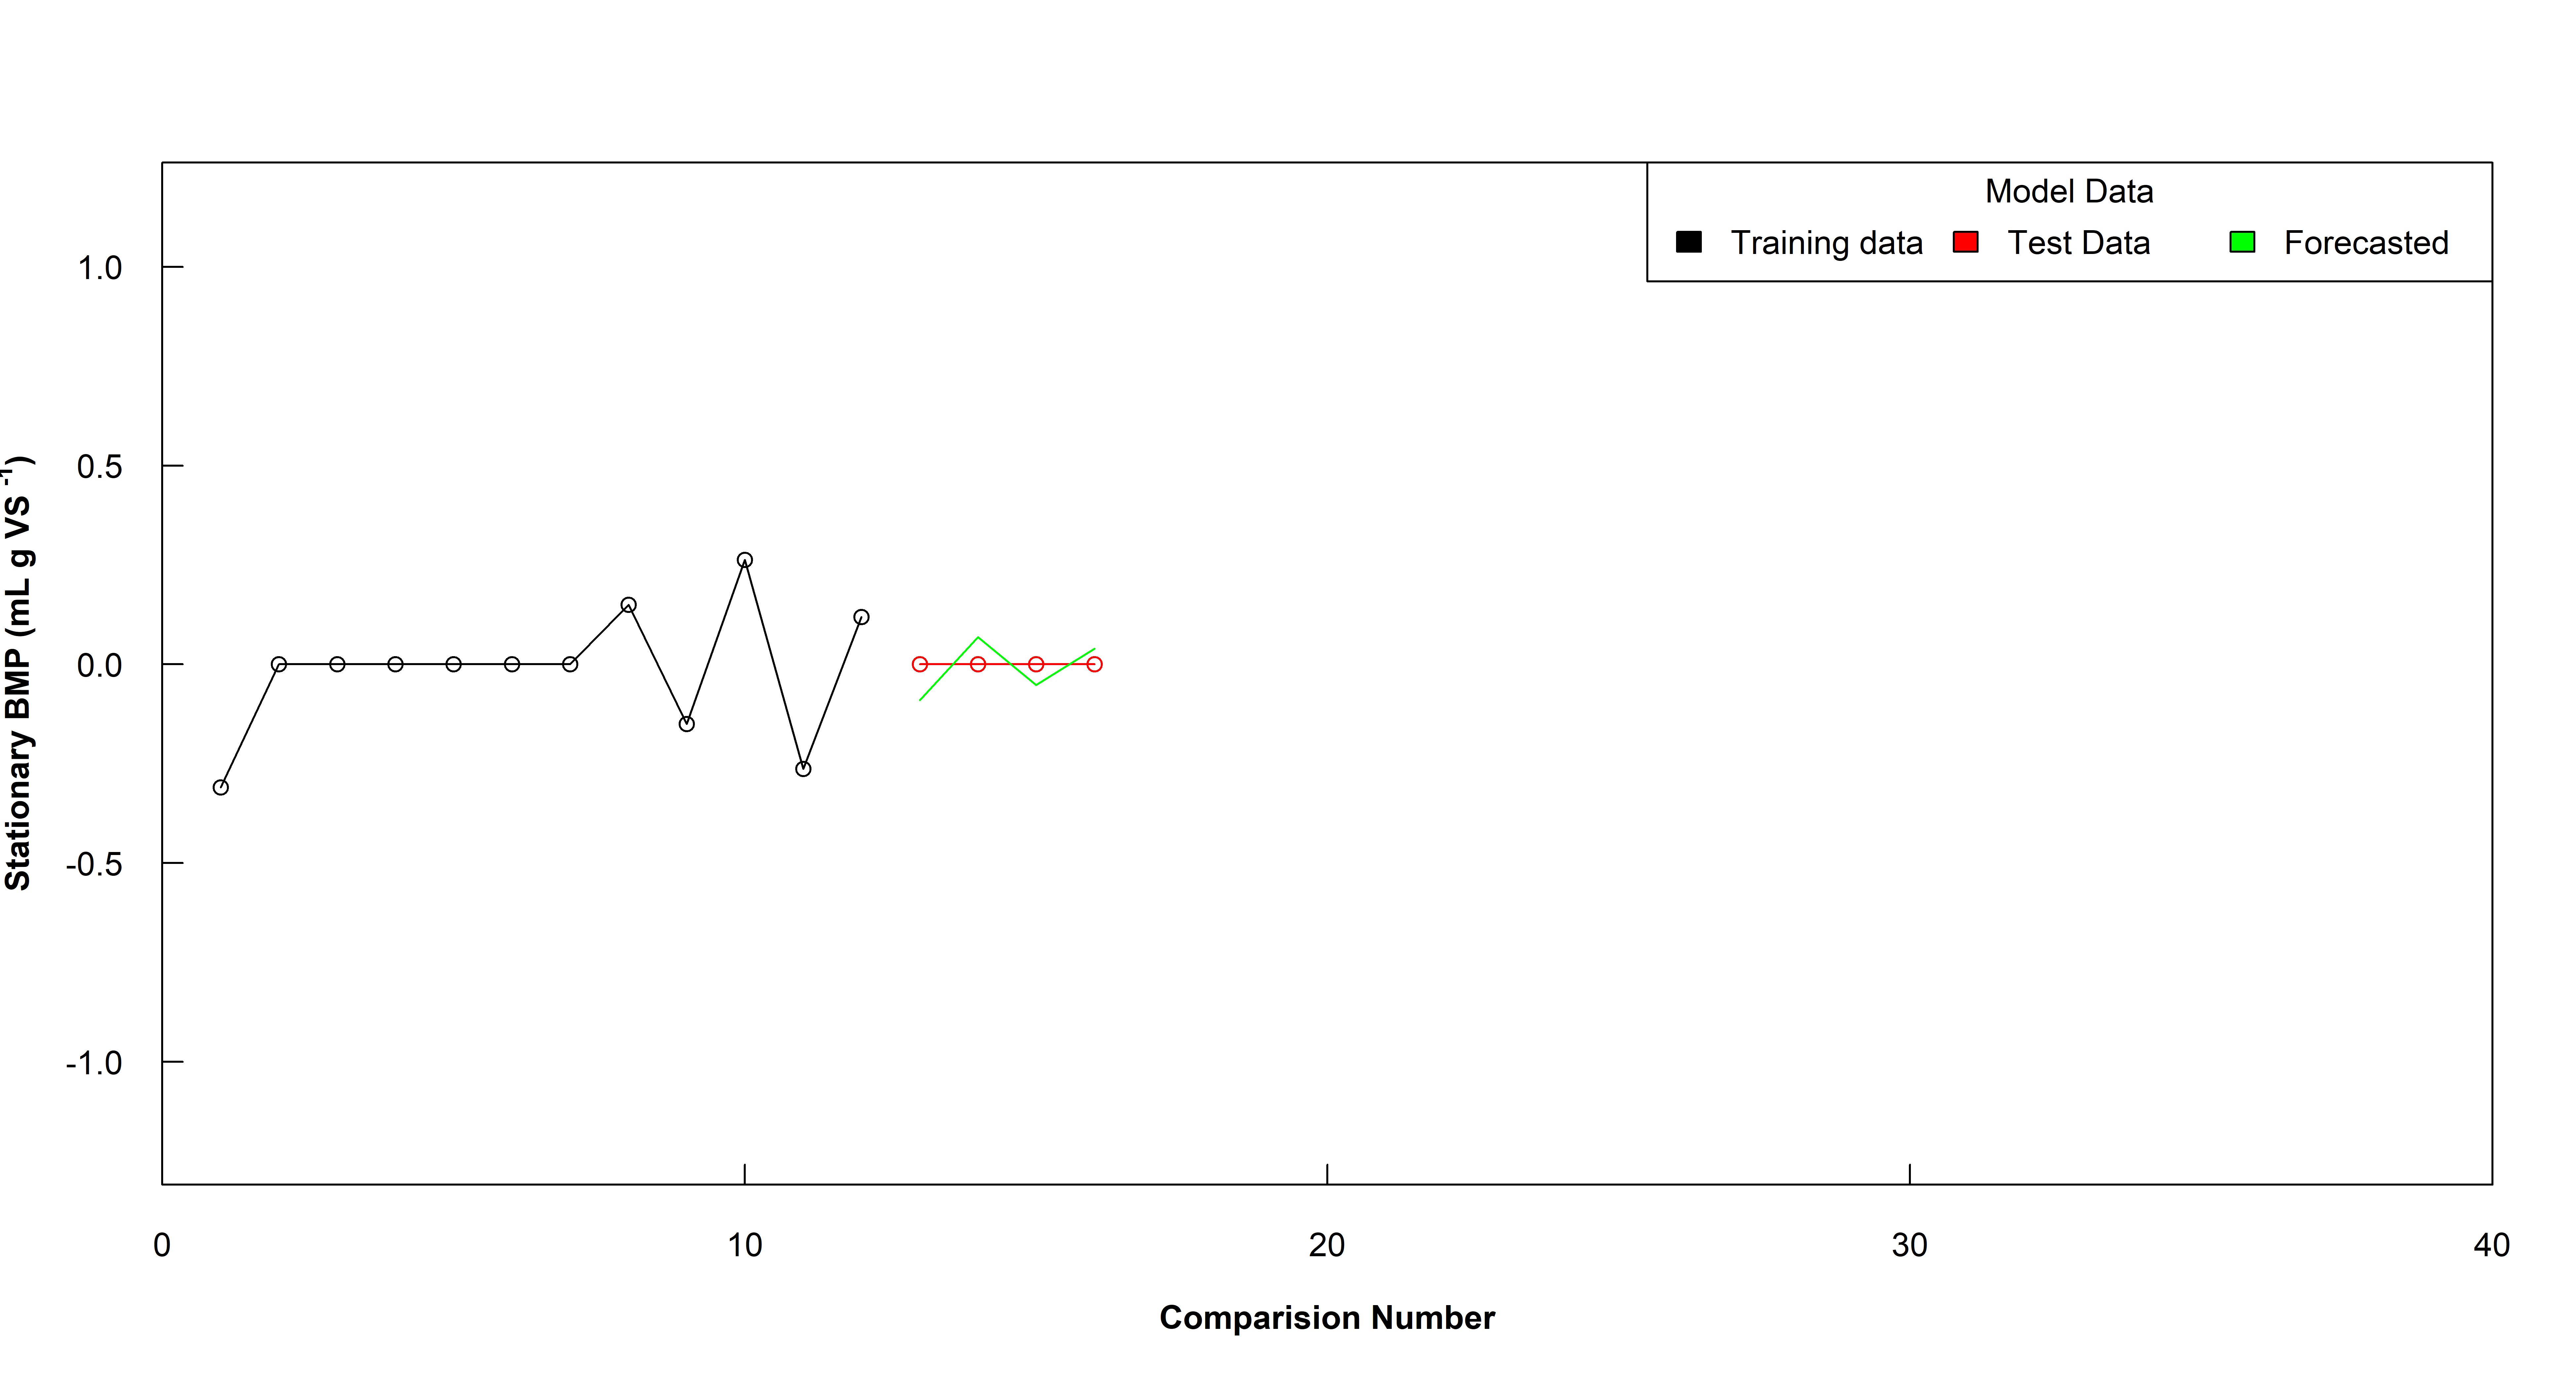 Model Data
Training data
Test Data
Forecasted
1.0
0.5
0.0
-0.5
-1.0
Stationary BMP (mL g VS -1)
0
10
20
30
40
Comparision Number